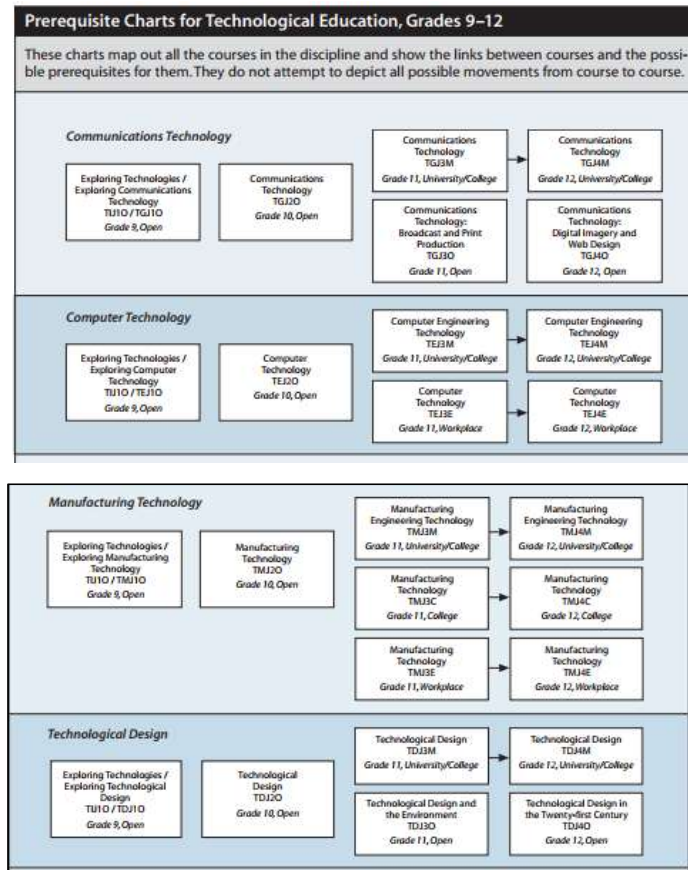 Prerequisite Charts for Technological Education, Grades 9–12
These charts map out all the courses in the discipline and show the links between courses and the possi-
ble prerequisites for them. They do not attempt to depict all possible movements from course to course.
Communications Technology
Exploring Technologies /
Exploring Communications
Technology
TIJ1O / TGJ1O
Grade 9, Open
Communications
Technology
TGJ2O
Grade 10, Open
Communications
Technology
TGJ3M
Grade 11, University/College
Communications
Technology
TGJ4M
Grade 12, University/College
Communications
Technology:
Broadcast and Print
Production
TGJ3O
Grade 11, Open
Communications
Technology:
Digital Imagery and
Web Design
TGJ4O
Grade 12, Open
Computer Technology
Exploring Technologies /
Exploring Computer
Technology
TIJ1O / TEJ1O
Grade 9, Open
Computer
Technology
TEJ2O
Grade 10, Open
Computer Engineering
Technology
TEJ3M
Grade 11, University/College
Computer Engineering
Technology
TEJ4M
Grade 12, University/College
Computer
Technology
TEJ3E
Grade 11, Workplace
Computer
Technology
TEJ4E
Grade 12, Workplace
Manufacturing Technology
Exploring Technologies /
Exploring Manufacturing
Technology
TIJ1O / TMJ1O
Grade 9, Open
Manufacturing
Technology
TMJ2O
Grade 10, Open
Manufacturing
Engineering Technology
TMJ3M
Grade 11, University/College
Manufacturing
Engineering Technology
TMJ4M
Grade 12, University/College
Manufacturing
Technology
TMJ3C
Grade 11, College
Manufacturing
Technology
TMJ4C
Grade 12, College
Manufacturing
Technology
TMJ3E
Grade 11, Workplace
Manufacturing
Technology
TMJ4E
Grade 12, Workplace
Technological Design
Exploring Technologies /
Exploring Technological
Design
TIJ1O / TDJ1O
Grade 9, Open
Technological
Design
TDJ2O
Grade 10, Open
Technological Design
TDJ3M
Grade 11, University/College
Technological Design
TDJ4M
Grade 12, University/College
Technological Design and
the Environment
TDJ3O
Grade 11, Open
Technological Design in
the Twenty-first Century
TDJ4O
Grade 12, Open